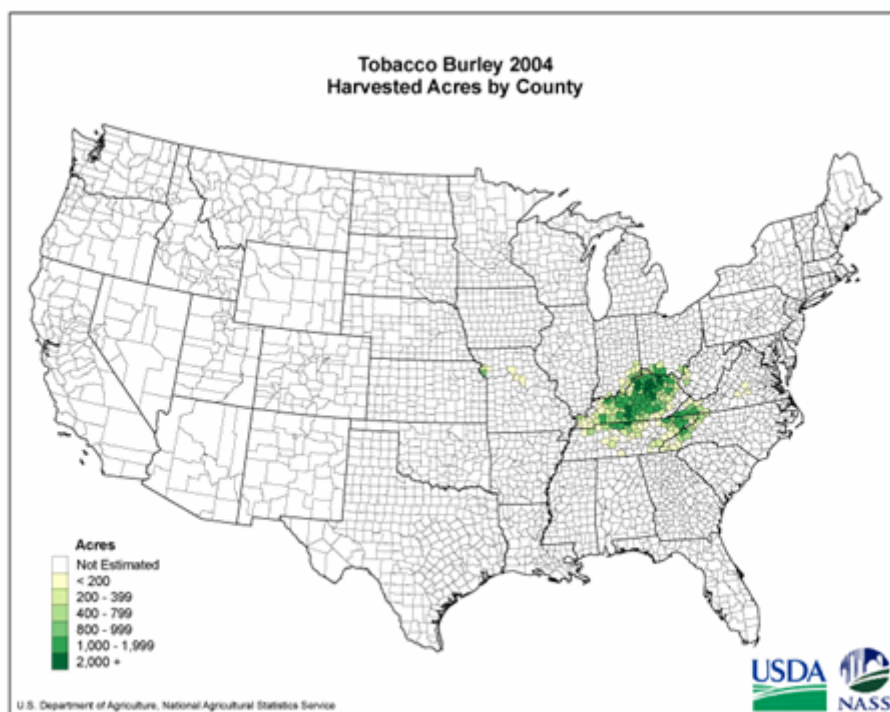 Tobacco Burley 2004
Harvested Acres by County
Acres
Not Estimated
< 200
200 - 399
400 - 799
800 - 999
1,000 - 1,999
2,000 +
U.S. Department of Agriculture, National Agricultural Statistics Service
USDA
NASS